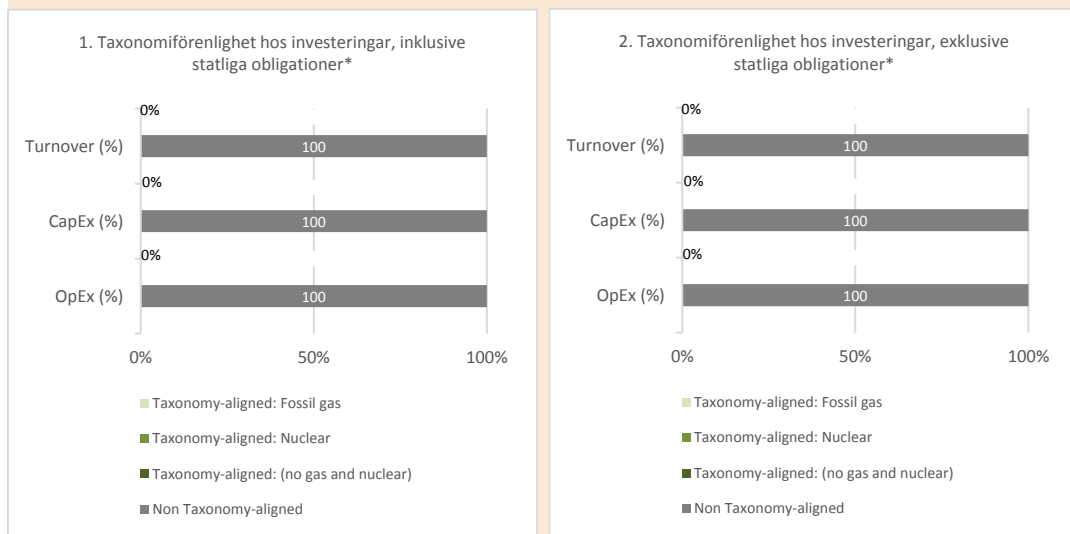 1. Taxonomiförenlighet hos investeringar, inklusive
statliga obligationer*
0%
Turnover (%)
100
0%
CapEx (%)
100
0%
OpEx (%)
100
0%
50%
100%
Taxonomy-aligned: Fossil gas
Taxonomy-aligned: Nuclear
Taxonomy-aligned: (no gas and nuclear)
Non Taxonomy-aligned
2. Taxonomiförenlighet hos investeringar, exklusive
statliga obligationer*
0%
Turnover (%)
100
0%
CapEx (%)
100
0%
OpEx (%)
100
0%
50%
100%
Taxonomy-aligned: Fossil gas
Taxonomy-aligned: Nuclear
Taxonomy-aligned: (no gas and nuclear)
Non Taxonomy-aligned